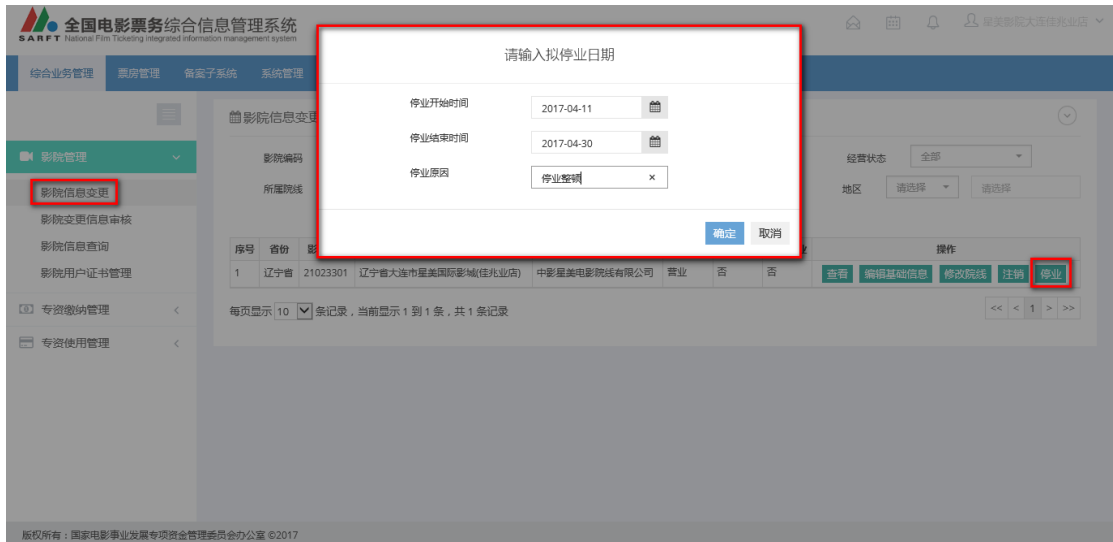 全国电影票务综合信息管理系统
SARFT National Film Ticketing integrated information management system
星美影院大连佳兆业店
综合业务管理 票房管理 备案子系统 系统管理
请输入拟停业日期
停业开始时间 2017-04-11
停业结束时间 2017-04-30
停业原因 停业整顿 ×
确定 取消
影院管理
影院信息变更
影院变更信息审核
影院信息查询
影院用户证书管理
专资缴纳管理
专资使用管理
影院信息变更
影院编码 经营状态 全部
所属院线 地区 请选择 请选择
序号 省份 操作
1 辽宁省 21023301 辽宁省大连市星美国际影城(佳兆业店) 中影星美电影院线有限公司 营业 否 否 查看 编辑基础信息 修改院线 注销 停业
每页显示 10 条记录，当前显示 1 到 1 条，共 1 条记录
<< < 1 > >>
版权所有：国家电影事业发展专项资金管理委员会办公室 ©2017